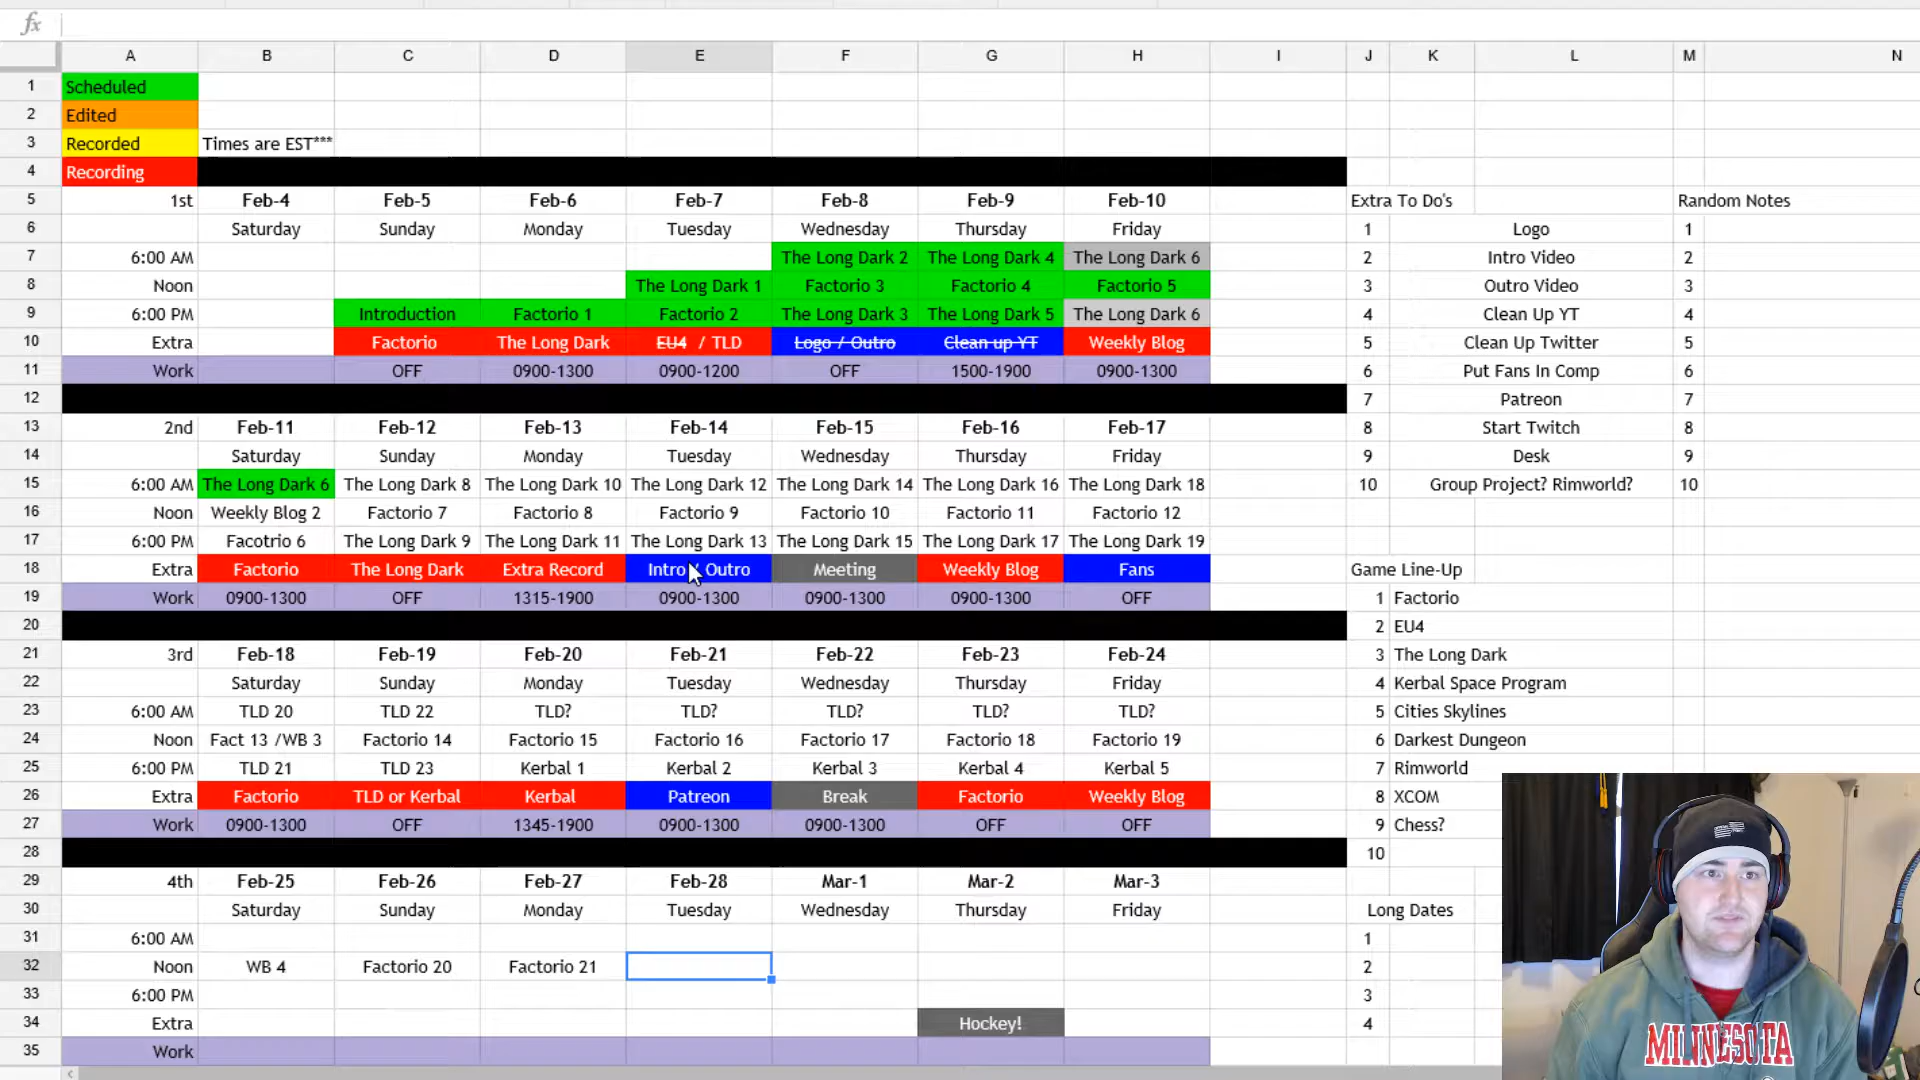 fx
A B C D E F G H I J K L M N
1 Scheduled
2 Edited
3 Recorded Times are EST***
4 Recording
5 1st Feb-4 Feb-5 Feb-6 Feb-7 Feb-8 Feb-9 Feb-10 Extra To Do's Random Notes
6 Saturday Sunday Monday Tuesday Wednesday Thursday Friday 1 Logo 1
7 6:00 AM The Long Dark 2 The Long Dark 4 The Long Dark 6 2 Intro Video 2
8 Noon The Long Dark 1 Factorio 3 Factorio 4 Factorio 5 3 Outro Video 3
9 6:00 PM Introduction Factorio 1 Factorio 2 The Long Dark 3 The Long Dark 5 The Long Dark 6 4 Clean Up YT 4
10 Extra Factorio The Long Dark EU4 / TLD Logo / Outro Clean up YT Weekly Blog 5 Clean Up Twitter 5
11 Work OFF 0900-1300 0900-1200 OFF 1500-1900 0900-1300 6 Put Fans In Comp 6
12 7 Patreon 7
13 2nd Feb-11 Feb-12 Feb-13 Feb-14 Feb-15 Feb-16 Feb-17 8 Start Twitch 8
14 Saturday Sunday Monday Tuesday Wednesday Thursday Friday 9 Desk 9
15 6:00 AM The Long Dark 6 The Long Dark 8 The Long Dark 10 The Long Dark 12 The Long Dark 14 The Long Dark 16 The Long Dark 18 10 Group Project? Rimworld? 10
16 Noon Weekly Blog 2 Factorio 7 Factorio 8 Factorio 9 Factorio 10 Factorio 11 Factorio 12
17 6:00 PM Facotrio 6 The Long Dark 9 The Long Dark 11 The Long Dark 13 The Long Dark 15 The Long Dark 17 The Long Dark 19
18 Extra Factorio The Long Dark Extra Record Intro / Outro Meeting Weekly Blog Fans Game Line-Up
19 Work 0900-1300 OFF 1315-1900 0900-1300 0900-1300 0900-1300 OFF 1 Factorio
20 2 EU4
21 3rd Feb-18 Feb-19 Feb-20 Feb-21 Feb-22 Feb-23 Feb-24 3 The Long Dark
22 Saturday Sunday Monday Tuesday Wednesday Thursday Friday 4 Kerbal Space Program
23 6:00 AM TLD 20 TLD 22 TLD? TLD? TLD? TLD? TLD? 5 Cities Skylines
24 Noon Fact 13 /WB 3 Factorio 14 Factorio 15 Factorio 16 Factorio 17 Factorio 18 Factorio 19 6 Darkest Dungeon
25 6:00 PM TLD 21 TLD 23 Kerbal 1 Kerbal 2 Kerbal 3 Kerbal 4 Kerbal 5 7 Rimworld
26 Extra Factorio TLD or Kerbal Kerbal Patreon Break Factorio Weekly Blog 8 XCOM
27 Work 0900-1300 OFF 1345-1900 0900-1300 0900-1300 OFF OFF 9 Chess?
28 10
29 4th Feb-25 Feb-26 Feb-27 Feb-28 Mar-1 Mar-2 Mar-3
30 Saturday Sunday Monday Tuesday Wednesday Thursday Friday Long Dates
31 6:00 AM 1
32 Noon WB 4 Factorio 20 Factorio 21 2
33 6:00 PM 3
34 Extra Hockey! 4
35 Work
MINNESOTA